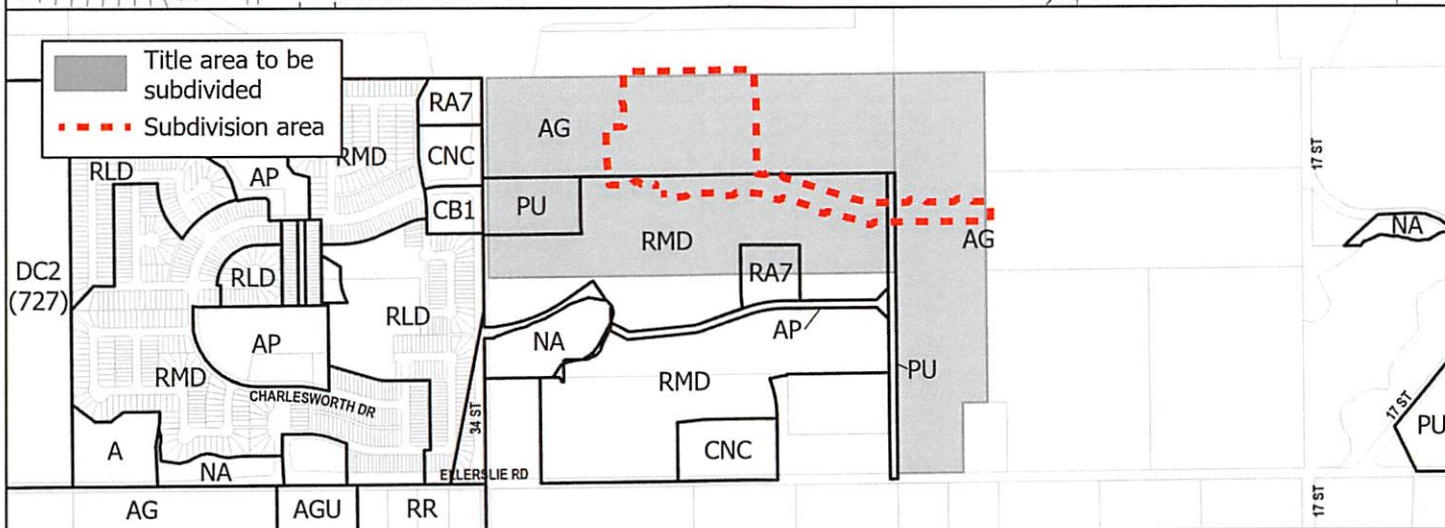 Title area to be
subdivided
Subdivision area
RA7
AG
RMD
CNC
17 ST
RLD
AP
CB1
PU
NA
RMD
AG
DC2
(727)
RLD
RA7
RLD
AP
NA
AP
RMD
RMD
PU
CHARLESWORTH DR
34 ST
17 ST
PU
A
CNC
NA
ELLERSLIE RD
AG
AGU
RR
17 ST